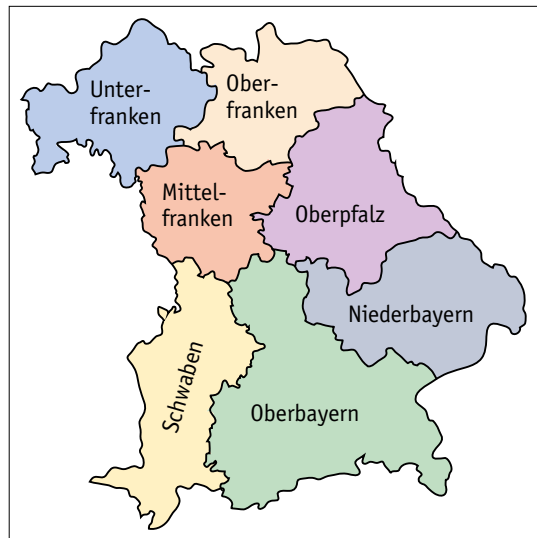 Unter-
franken
Ober-
franken
Mittel-
franken
Oberpfalz
Niederbayern
Schwaben
Oberbayern